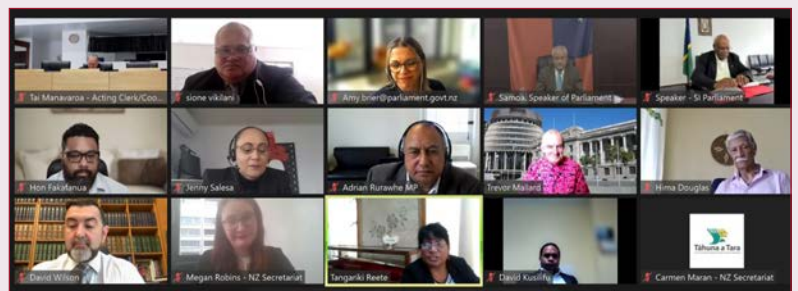 Tai Manavaroa - Acting Clerk/Coo...
sione vikilani
Amy.brier@parliament.govt.nz
Samoa, Speaker of Parliament
Speaker - SI Parliament
Hon Fakafanua
Jenny Salesa
Adrian Rurawhe MP
Trevor Mallard
Hima Douglas
David Wilson
Megan Robins - NZ Secretariat
Tangariki Reete
David Kusilifu
Tāhuna a Tara
Carmen Maran - NZ Secretariat